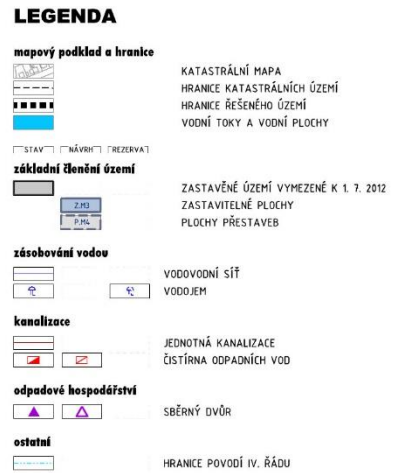 LEGENDA
mapový podklad a hranice
KATASTRÁLNÍ MAPA
HRANICE KATASTRÁLNÍCH ÚZEMÍ
HRANICE ŘEŠENÉHO ÚZEMÍ
VODNÍ TOKY A VODNÍ PLOCHY
STAV NÁVRH REZERVA
základní členění území
ZASTAVĚNÉ ÚZEMÍ VYMEZENÉ K 1. 7. 2012
Z.M3 ZASTAVITELNÉ PLOCHY
P.M4 PLOCHY PŘESTAVEB
zásobování vodou
VODOVODNÍ SÍŤ
VODOJEM
kanalizace
JEDNOTNÁ KANALIZACE
ČISTÍRNA ODPADNÍCH VOD
odpadové hospodářství
SBĚRNÝ DVŮR
ostatní
HRANICE POVODÍ IV. ŘÁDU